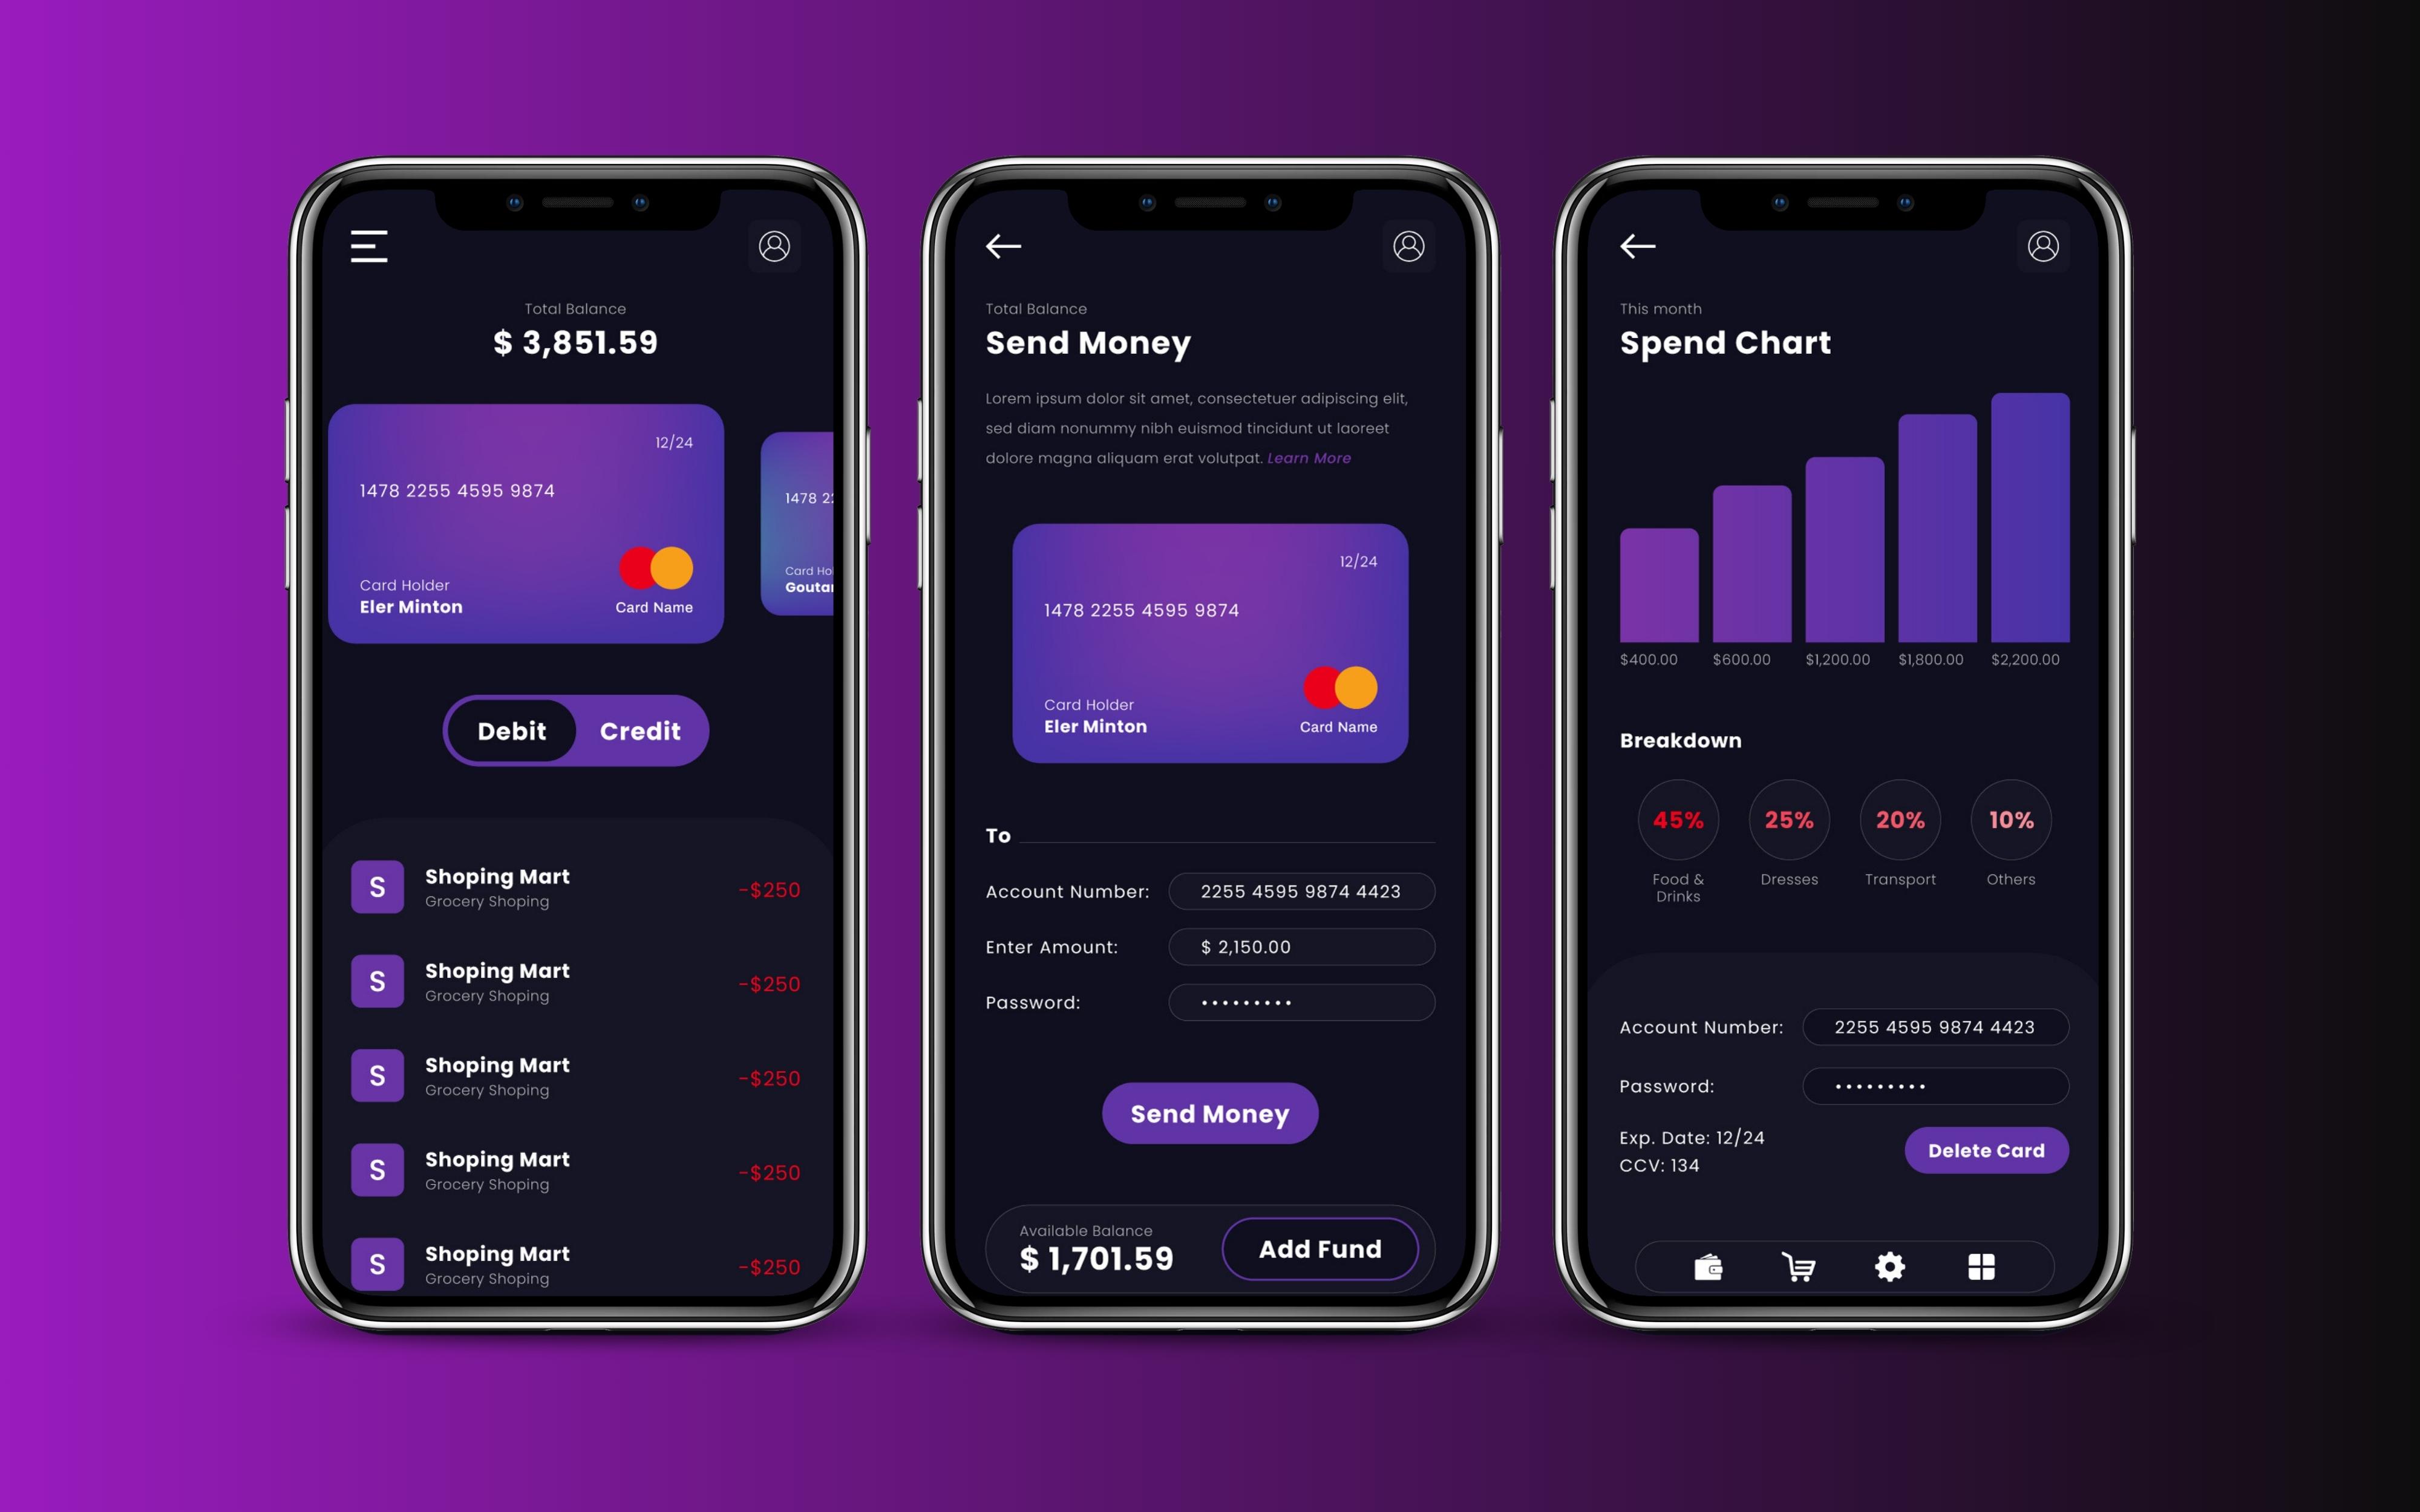 Total Balance
$ 3,851.59
12/24
1478 2255 4595 9874
Card Holder
Eler Minton
Card Name
1478 22
Card Hol
Goutam
Debit
Credit
S
Shoping Mart
Grocery Shoping
-$250
S
Shoping Mart
Grocery Shoping
-$250
S
Shoping Mart
Grocery Shoping
-$250
S
Shoping Mart
Grocery Shoping
-$250
S
Shoping Mart
Grocery Shoping
-$250
Total Balance
Send Money
Lorem ipsum dolor sit amet, consectetuer adipiscing elit,
sed diam nonummy nibh euismod tincidunt ut laoreet
dolore magna aliquam erat volutpat. Learn More
12/24
1478 2255 4595 9874
Card Holder
Eler Minton
Card Name
To
Account Number: 2255 4595 9874 4423
Enter Amount: $ 2,150.00
Password: •••••••••
Send Money
Available Balance
$ 1,701.59
Add Fund
This month
Spend Chart
$400.00 $600.00 $1,200.00 $1,800.00 $2,200.00
Breakdown
45% 25% 20% 10%
Food & Drinks
Dresses
Transport
Others
Account Number: 2255 4595 9874 4423
Password: •••••••••
Exp. Date: 12/24
CCV: 134
Delete Card